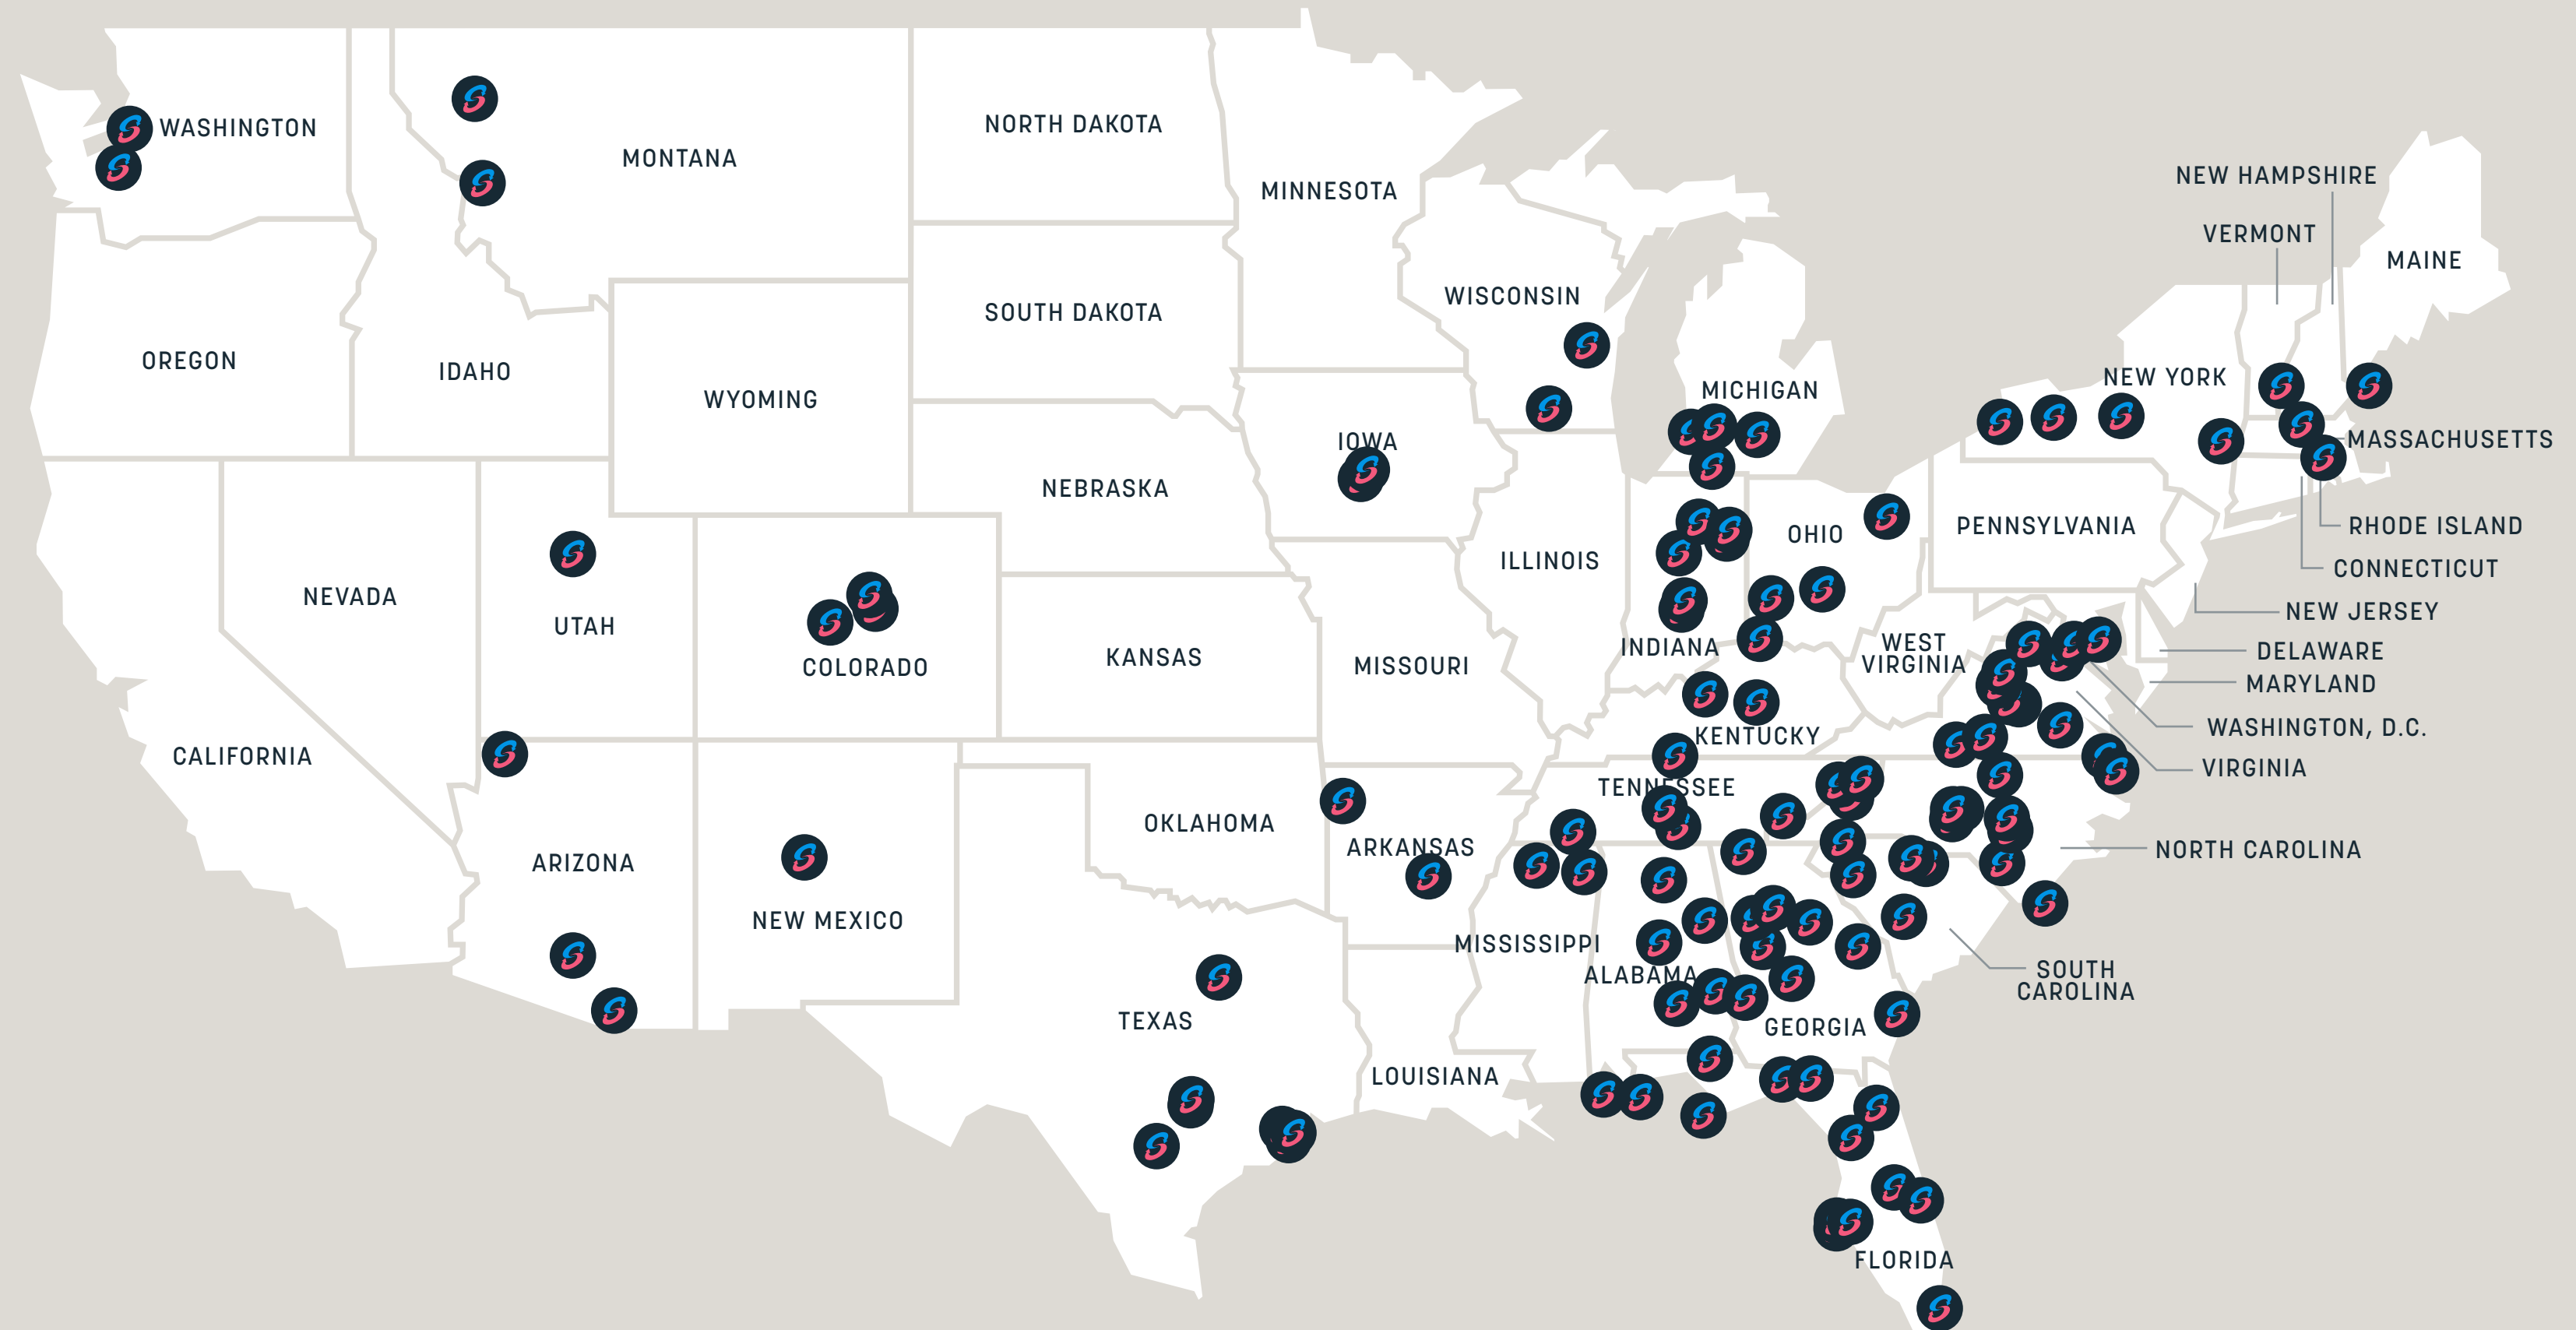 NEW HAMPSHIRE
VERMONT
MAINE
WASHINGTON
MONTANA
NORTH DAKOTA
MINNESOTA
WISCONSIN
SOUTH DAKOTA
OREGON
IDAHO
WYOMING
MICHIGAN
NEW YORK
IOWA
MASSACHUSETTS
NEBRASKA
PENNSYLVANIA
RHODE ISLAND
OHIO
ILLINOIS
CONNECTICUT
NEVADA
NEW JERSEY
UTAH
COLORADO
KANSAS
MISSOURI
INDIANA
WEST
VIRGINIA
DELAWARE
MARYLAND
WASHINGTON, D.C.
KENTUCKY
CALIFORNIA
VIRGINIA
TENNESSEE
OKLAHOMA
ARKANSAS
NORTH CAROLINA
ARIZONA
NEW MEXICO
MISSISSIPPI
ALABAMA
SOUTH
CAROLINA
TEXAS
GEORGIA
LOUISIANA
FLORIDA